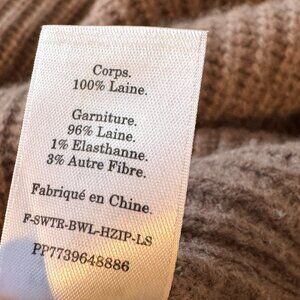 Corps.
100% Laine.
Garniture.
96% Laine.
1% Elasthanne.
3% Autre Fibre.
Fabriqué en Chine.
F-SWTR-BWL-HZIP-LS
PP7739648886